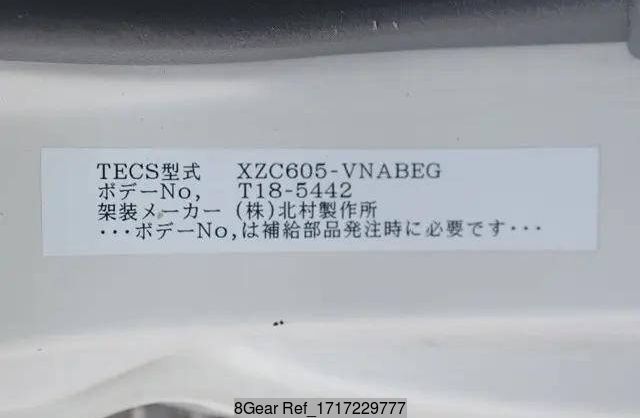 TECS型式 XZC605-VNABEG
ボデーNo, T18-5442
架装メーカー (株)北村製作所
･･･ボデーNo,は補給部品発注時に必要です･･･
8Gear Ref_1717229777